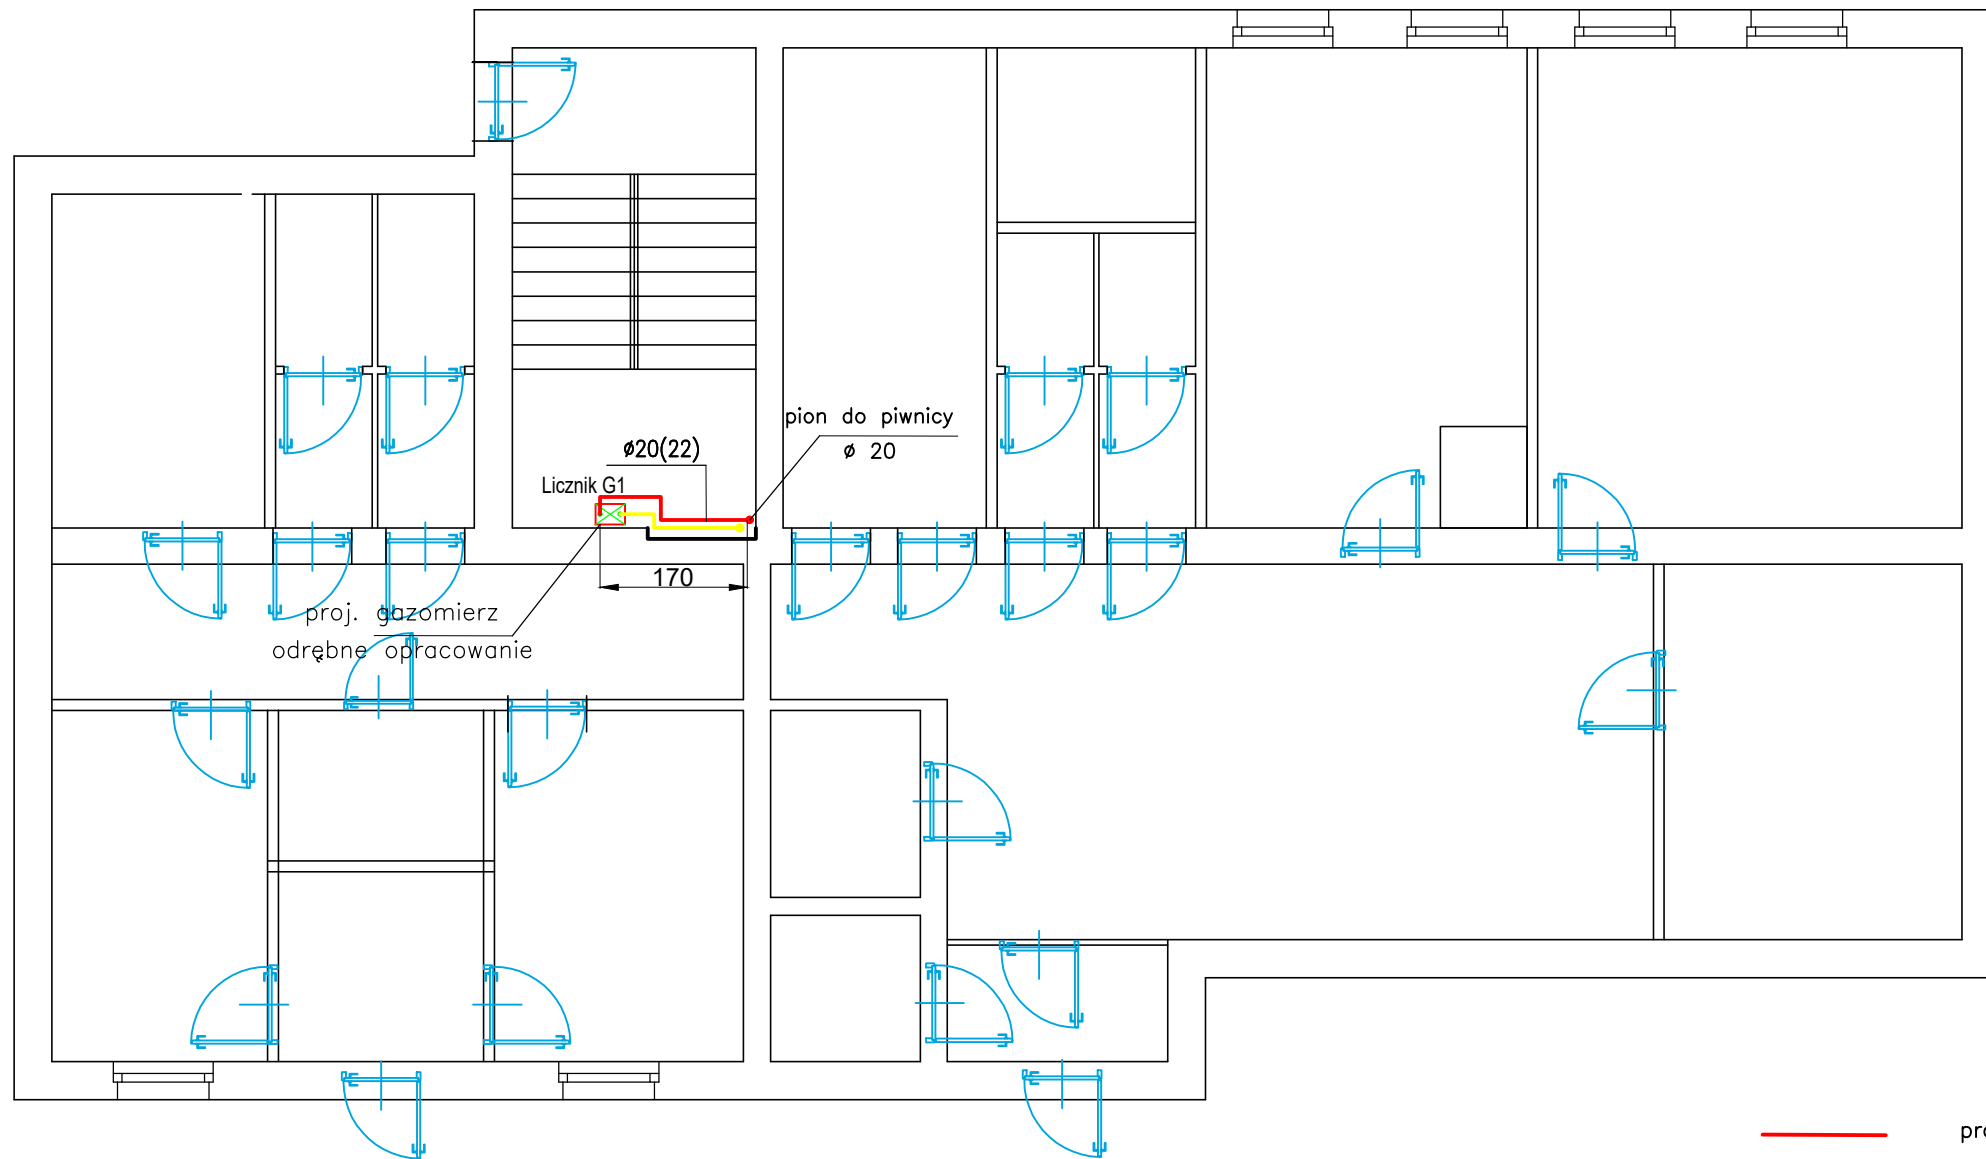 pion do piwnicy
ø 20
ø20(22)
Licznik G1
170
proj. gazomierz
odrębne opracowanie